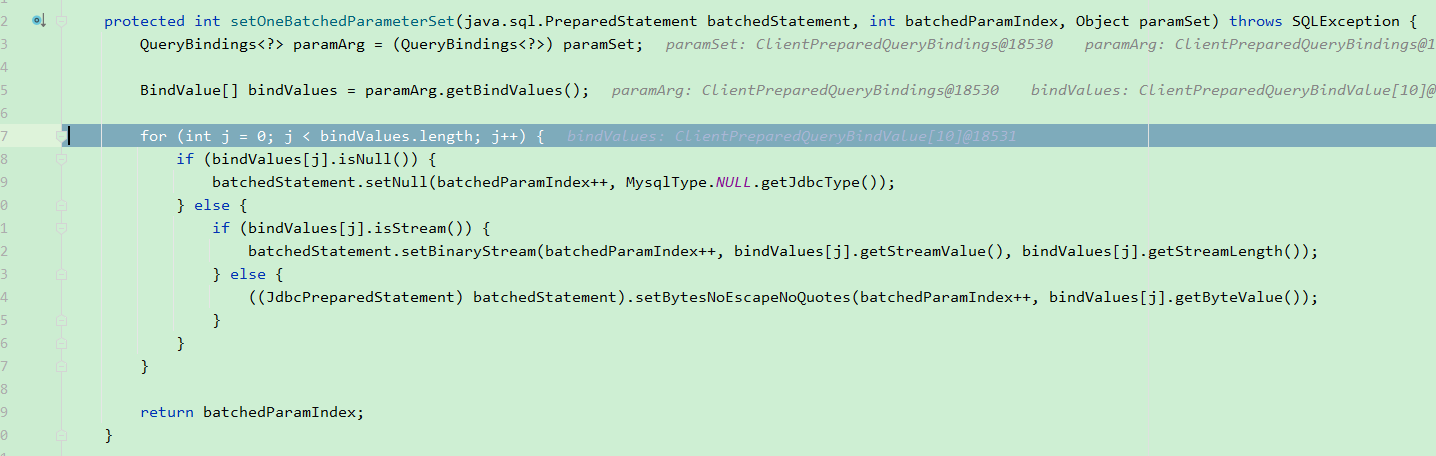 2 protected int setOneBatchedParameterSet(java.sql.PreparedStatement batchedStatement, int batchedParamIndex, Object paramSet) throws SQLException {
3 QueryBindings<?> paramArg = (QueryBindings<?>) paramSet; paramSet: ClientPreparedQueryBindings@18530 paramArg: ClientPreparedQueryBindings@1
4
5 BindValue[] bindValues = paramArg.getBindValues(); paramArg: ClientPreparedQueryBindings@18530 bindValues: ClientPreparedQueryBindValue[10]@
6
7 for (int j = 0; j < bindValues.length; j++) { bindValues: ClientPreparedQueryBindValue[10]@18531
8 if (bindValues[j].isNull()) {
9 batchedStatement.setNull(batchedParamIndex++, MysqlType.NULL.getJdbcType());
0 } else {
1 if (bindValues[j].isStream()) {
2 batchedStatement.setBinaryStream(batchedParamIndex++, bindValues[j].getStreamValue(), bindValues[j].getStreamLength());
3 } else {
4 ((JdbcPreparedStatement) batchedStatement).setBytesNoEscapeNoQuotes(batchedParamIndex++, bindValues[j].getByteValue());
5 }
6 }
7 }
8
9 return batchedParamIndex;
0 }